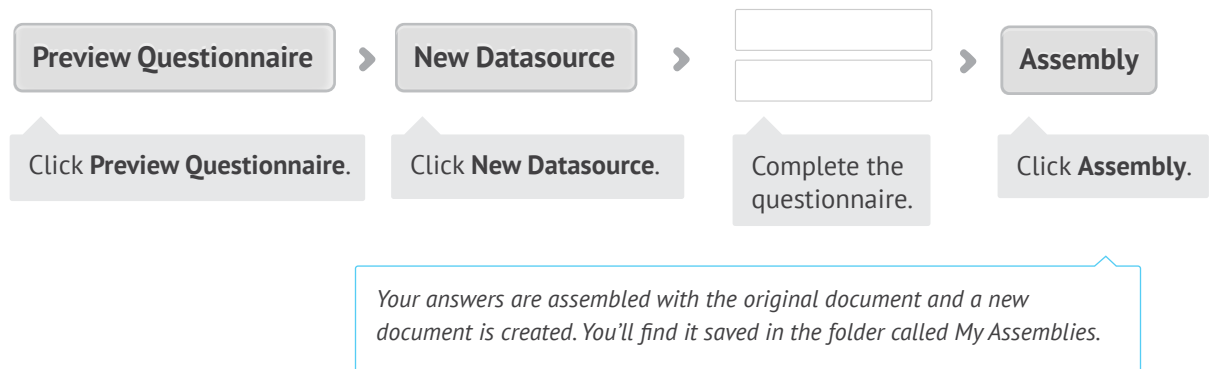 Preview Questionnaire
New Datasource
Assembly
Click Preview Questionnaire.
Click New Datasource.
Complete the
questionnaire.
Click Assembly.
Your answers are assembled with the original document and a new
document is created. You’ll find it saved in the folder called My Assemblies.